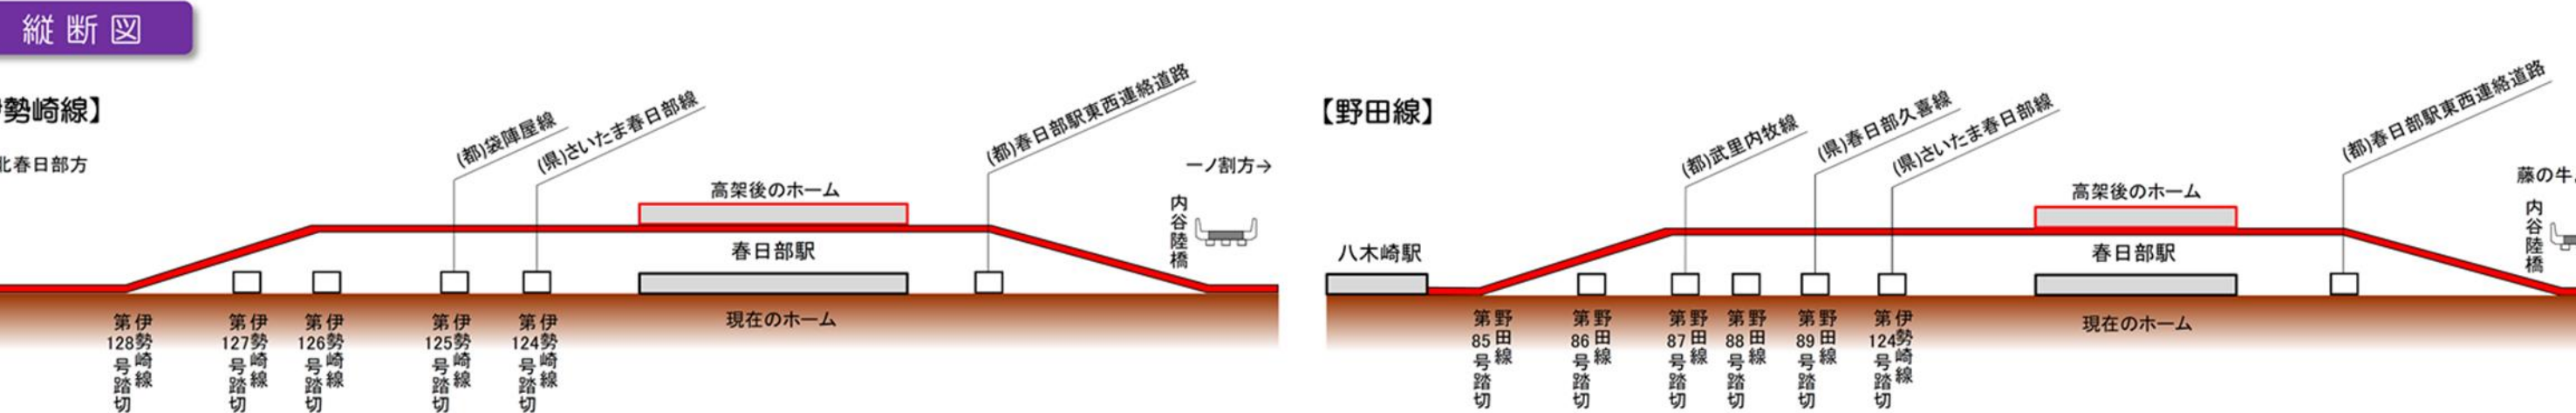 縦断図
勢崎線】
北春日部方
(都)袋陣屋線
(県)さいたま春日部線
(都)春日部駅東西連絡道路
一ノ割方→
内谷陸橋
高架後のホーム
春日部駅
現在のホーム
伊勢崎線
第128号踏切
伊勢崎線
第127号踏切
伊勢崎線
第126号踏切
伊勢崎線
第125号踏切
伊勢崎線
第124号踏切
【野田線】
八木崎駅
(都)武里内牧線
(県)春日部久喜線
(県)さいたま春日部線
(都)春日部駅東西連絡道路
藤の牛
内谷陸橋
高架後のホーム
春日部駅
現在のホーム
野田線
第85号踏切
野田線
第86号踏切
野田線
第87号踏切
野田線
第88号踏切
野田線
第89号踏切
伊勢崎線
第124号踏切